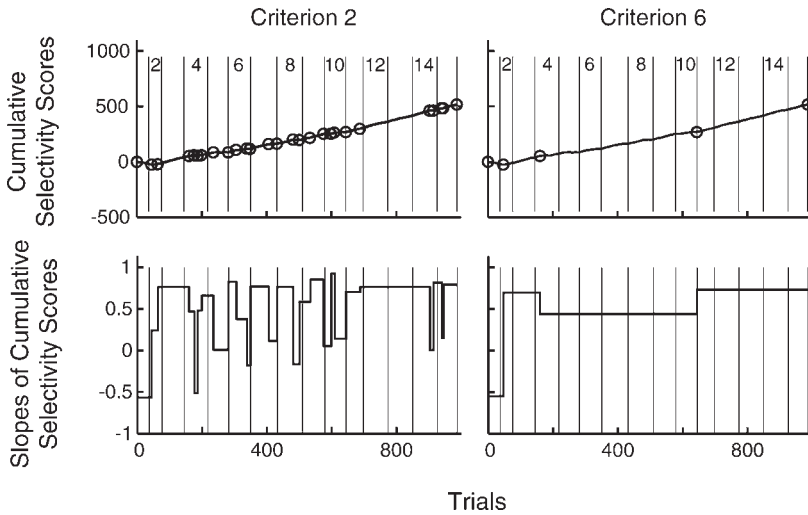 Criterion 2
Criterion 6
Cumulative
Selectivity Scores
1000
500
0
-500
2 4 6 8 10 12 14
2 4 6 8 10 12 14
Slopes of Cumulative
Selectivity Scores
1
0.5
0
-0.5
-1
0 400 800
0 400 800
Trials